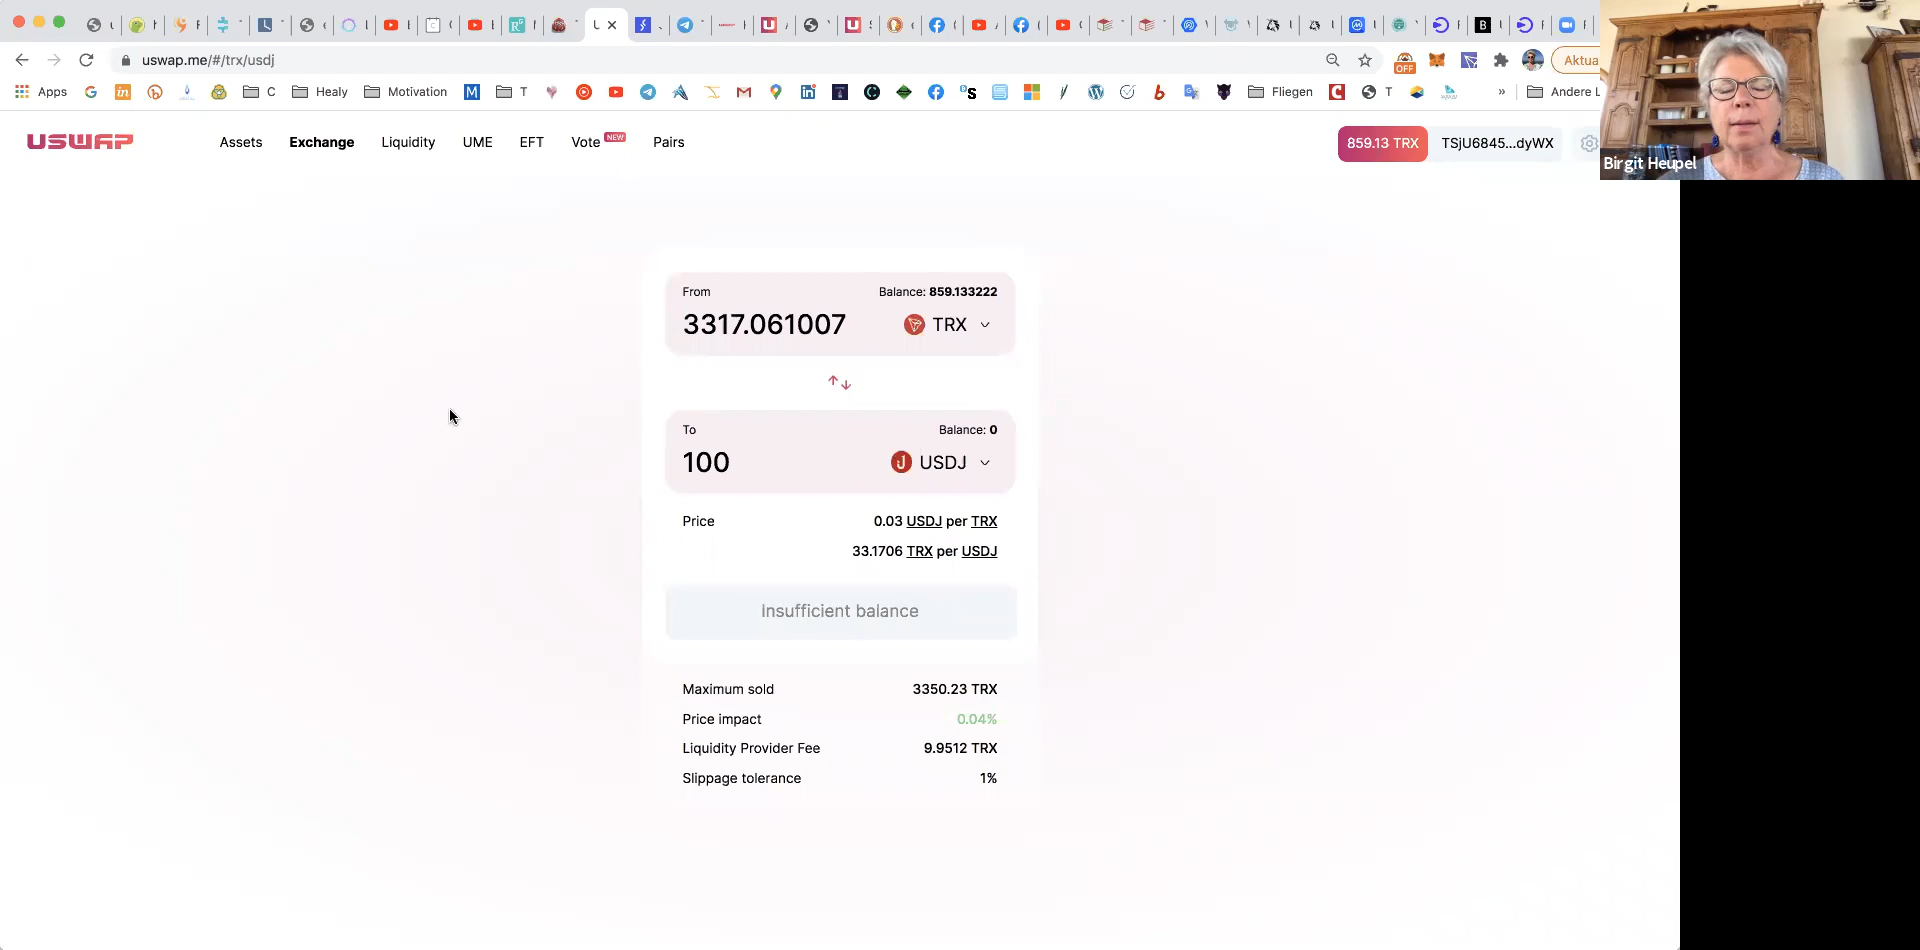 uswap.me/#/trx/usdj
OFF
Aktua
Apps
C
Healy
Motivation
T
Fliegen
T
»
Andere L
USWAP
Assets
Exchange
Liquidity
UME
EFT
Vote NEW
Pairs
859.13 TRX
TSjU6845...dyWX
Birgit Heupel
From
Balance: 859.133222
3317.061007
TRX
To
Balance: 0
100
USDJ
Price
0.03 USDJ per TRX
33.1706 TRX per USDJ
Insufficient balance
Maximum sold
3350.23 TRX
Price impact
0.04%
Liquidity Provider Fee
9.9512 TRX
Slippage tolerance
1%